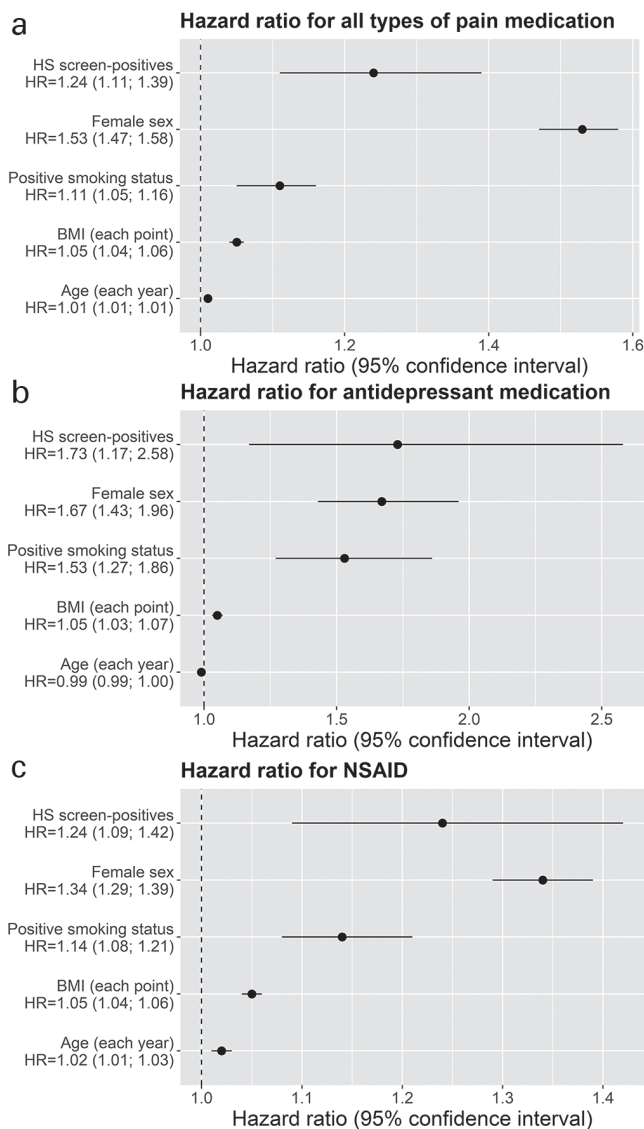 a
Hazard ratio for all types of pain medication
HS screen-positives
HR=1.24 (1.11; 1.39)
Female sex
HR=1.53 (1.47; 1.58)
Positive smoking status
HR=1.11 (1.05; 1.16)
BMI (each point)
HR=1.05 (1.04; 1.06)
Age (each year)
HR=1.01 (1.01; 1.01)
1.0 1.2 1.4 1.6
Hazard ratio (95% confidence interval)
b
Hazard ratio for antidepressant medication
HS screen-positives
HR=1.73 (1.17; 2.58)
Female sex
HR=1.67 (1.43; 1.96)
Positive smoking status
HR=1.53 (1.27; 1.86)
BMI (each point)
HR=1.05 (1.03; 1.07)
Age (each year)
HR=0.99 (0.99; 1.00)
1.0 1.5 2.0 2.5
Hazard ratio (95% confidence interval)
c
Hazard ratio for NSAID
HS screen-positives
HR=1.24 (1.09; 1.42)
Female sex
HR=1.34 (1.29; 1.39)
Positive smoking status
HR=1.14 (1.08; 1.21)
BMI (each point)
HR=1.05 (1.04; 1.06)
Age (each year)
HR=1.02 (1.01; 1.03)
1.0 1.1 1.2 1.3 1.4
Hazard ratio (95% confidence interval)